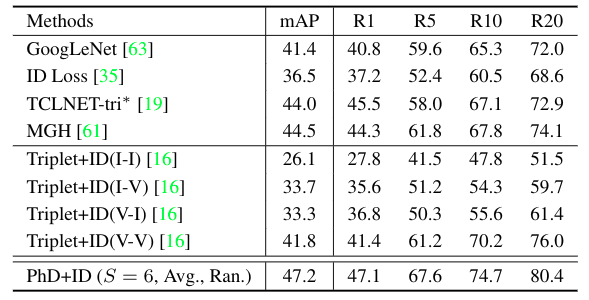 Methods mAP R1 R5 R10 R20
GoogLeNet [63] 41.4 40.8 59.6 65.3 72.0
ID Loss [35] 36.5 37.2 52.4 60.5 68.6
TCLNET-tri* [19] 44.0 45.5 58.0 67.1 72.9
MGH [61] 44.5 44.3 61.8 67.8 74.1
Triplet+ID(I-I) [16] 26.1 27.8 41.5 47.8 51.5
Triplet+ID(I-V) [16] 33.7 35.6 51.2 54.3 59.7
Triplet+ID(V-I) [16] 33.3 36.8 50.3 55.6 61.4
Triplet+ID(V-V) [16] 41.8 41.4 61.2 70.2 76.0
PhD+ID (S = 6, Avg., Ran.) 47.2 47.1 67.6 74.7 80.4